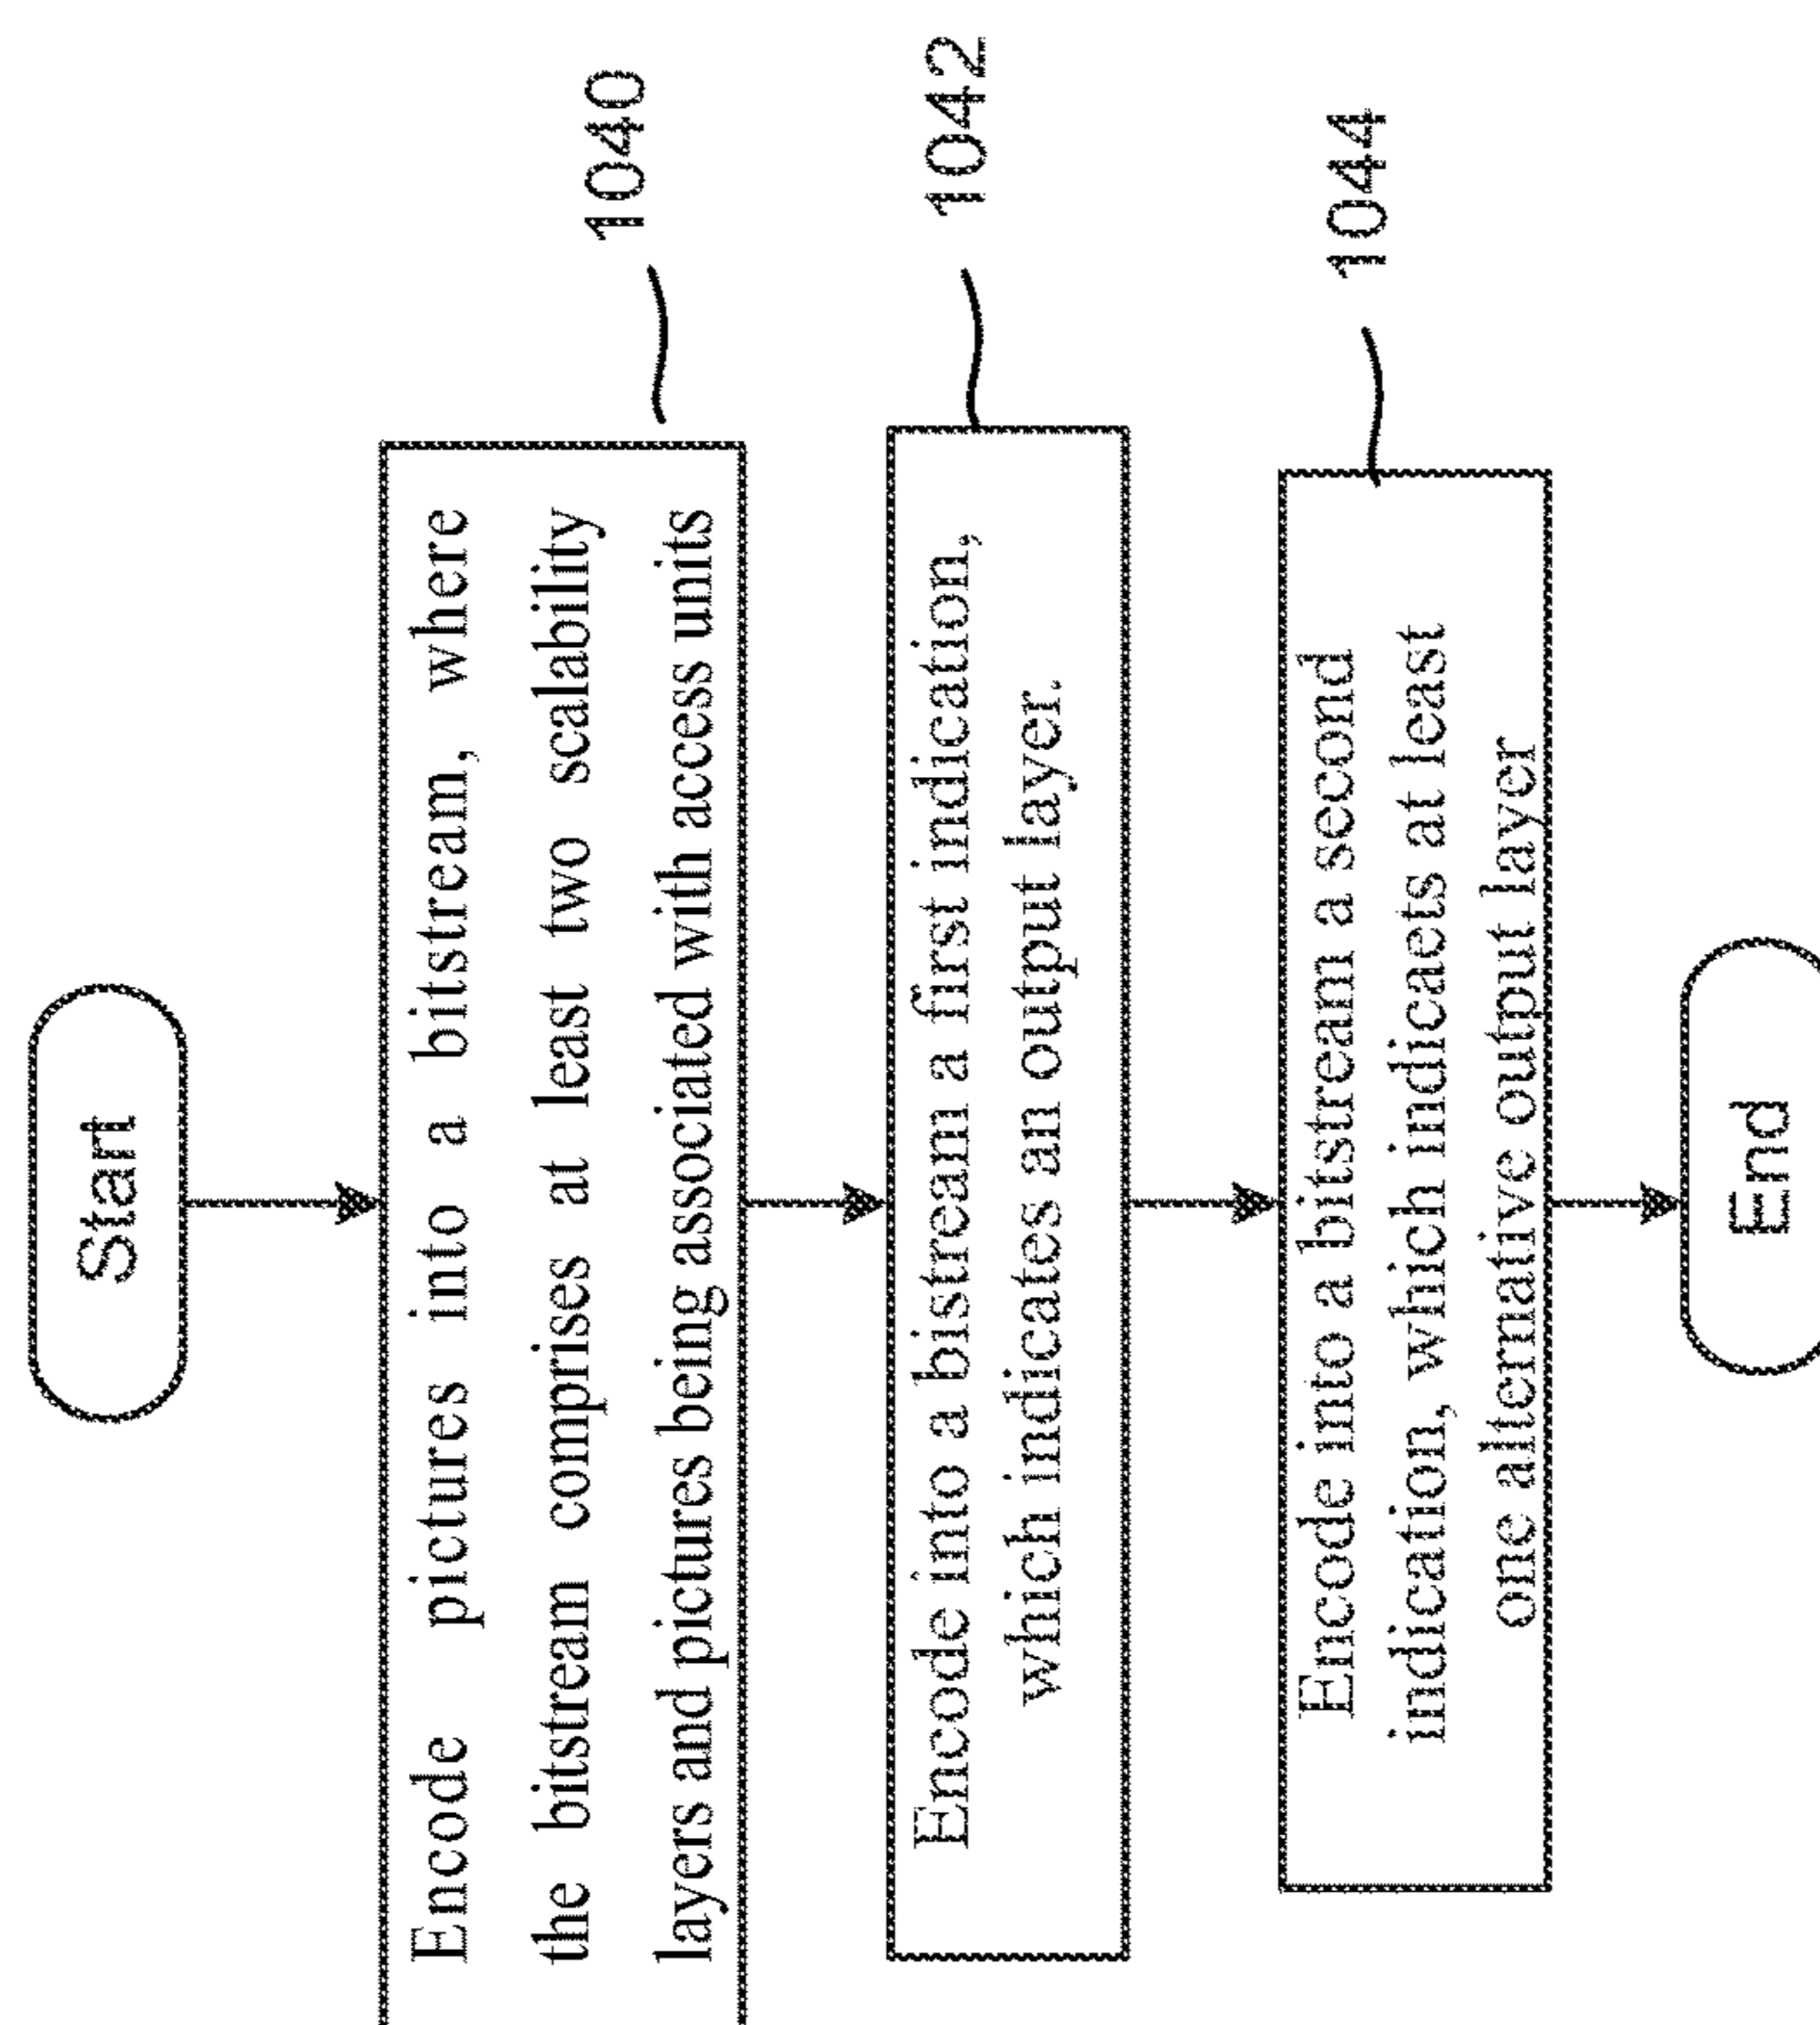 Start
Encode pictures into a bitstream, where
the bitstream comprises at least two scalability
layers and pictures being associated with access units
1040
Encode into a bistream a first indication,
which indicates an output layer.
1042
Encode into a bitstream a second
indication, which indicaets at least
one allternative output layer
1044
End